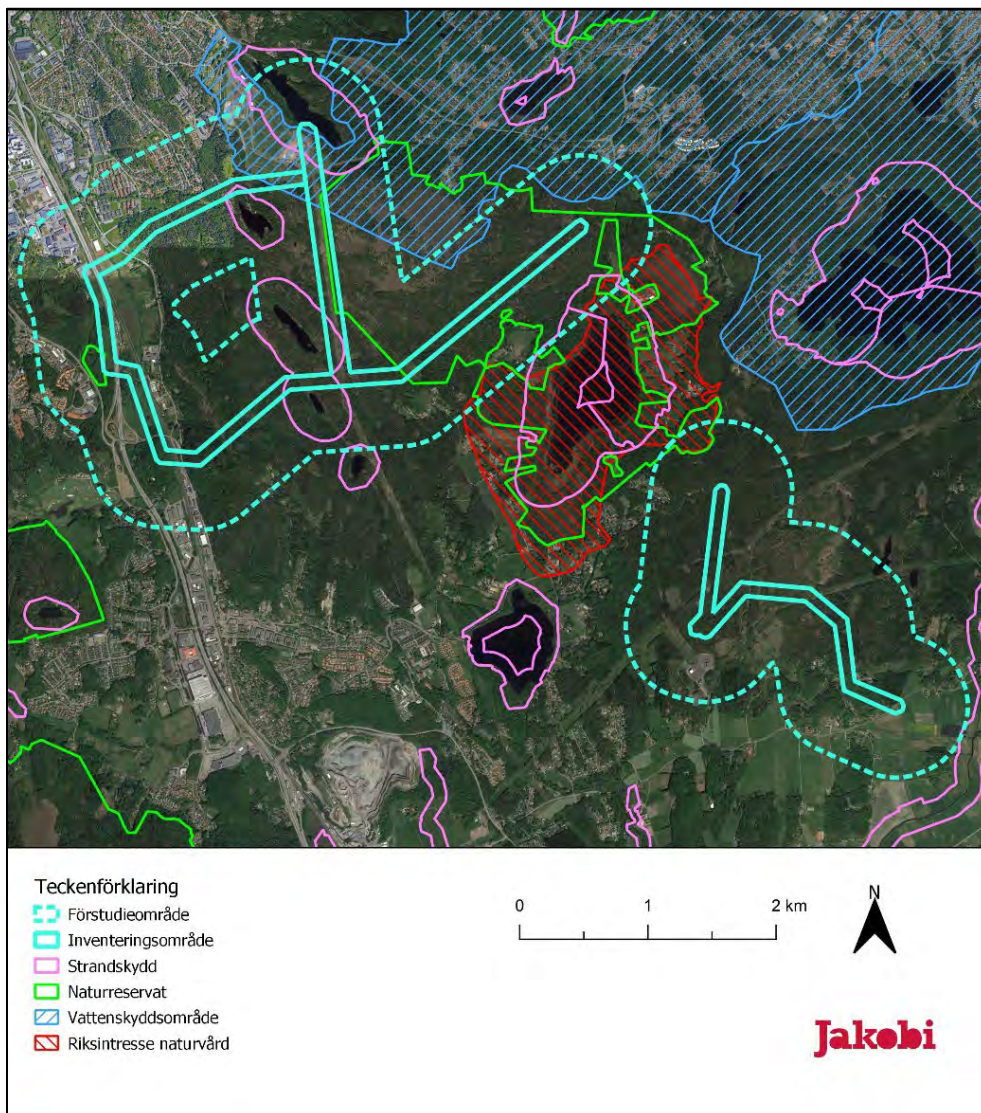 Teckenförklaring
Förstudieområde
Inventeringsområde
Strandskydd
Naturreservat
Vattenskyddsområde
Riksintresse naturvård
0 1 2 km
N
Jakobi